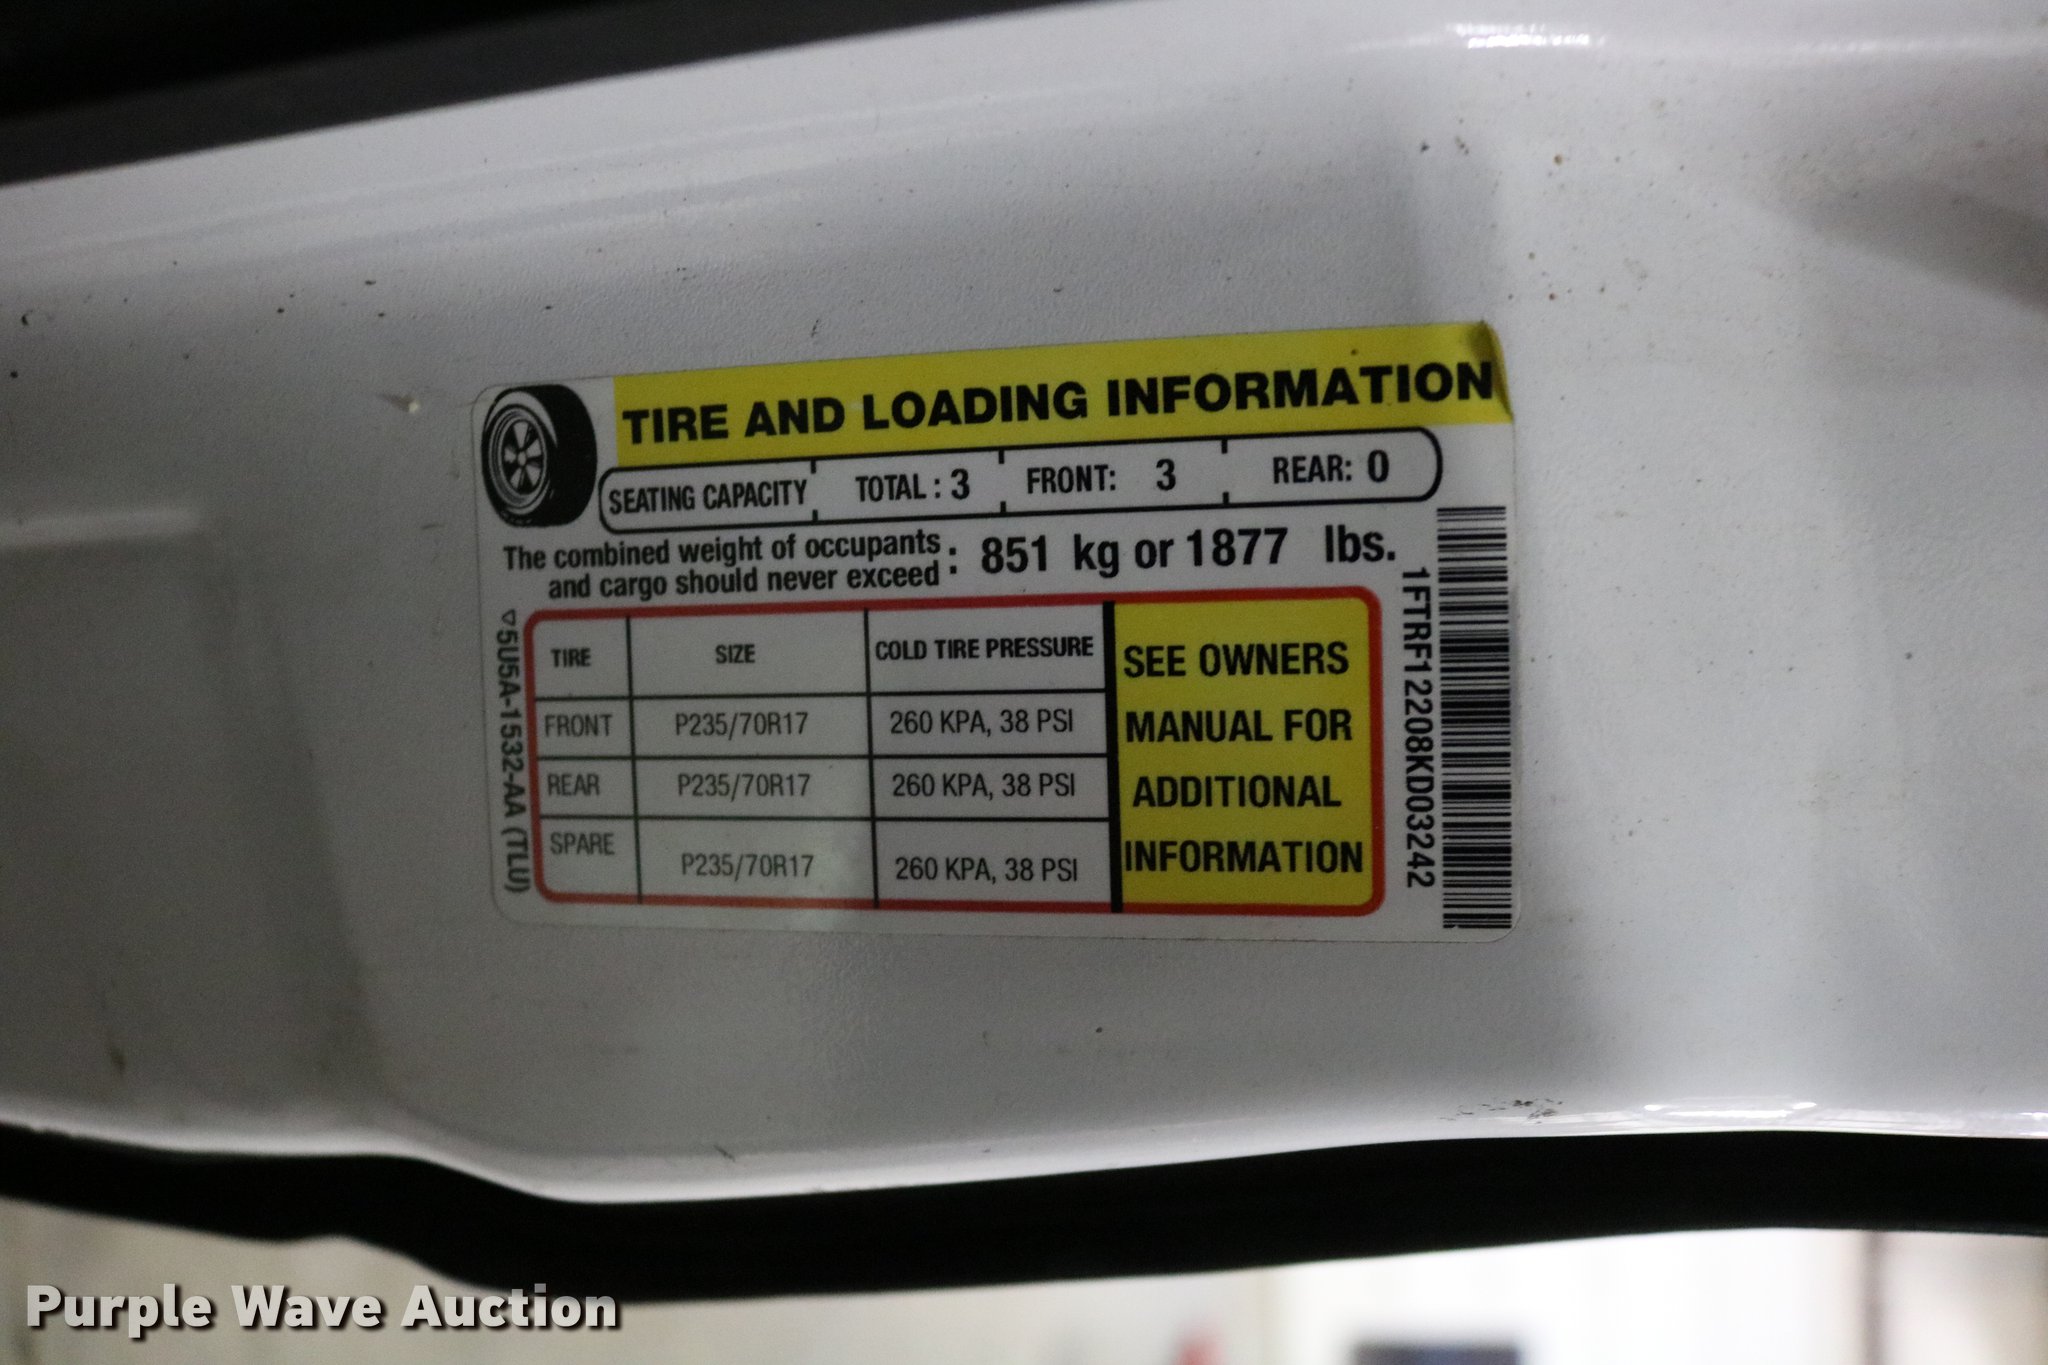 TIRE AND LOADING INFORMATION
SEATING CAPACITY TOTAL : 3 FRONT: 3 REAR: 0
The combined weight of occupants
and cargo should never exceed : 851 kg or 1877 lbs.
TIRE SIZE COLD TIRE PRESSURE
FRONT P235/70R17 260 KPA, 38 PSI
REAR P235/70R17 260 KPA, 38 PSI
SPARE P235/70R17 260 KPA, 38 PSI
SEE OWNERS
MANUAL FOR
ADDITIONAL
INFORMATION
5U5A-1532-AA (TLU)
1FTRF12208KD03242
Purple Wave Auction